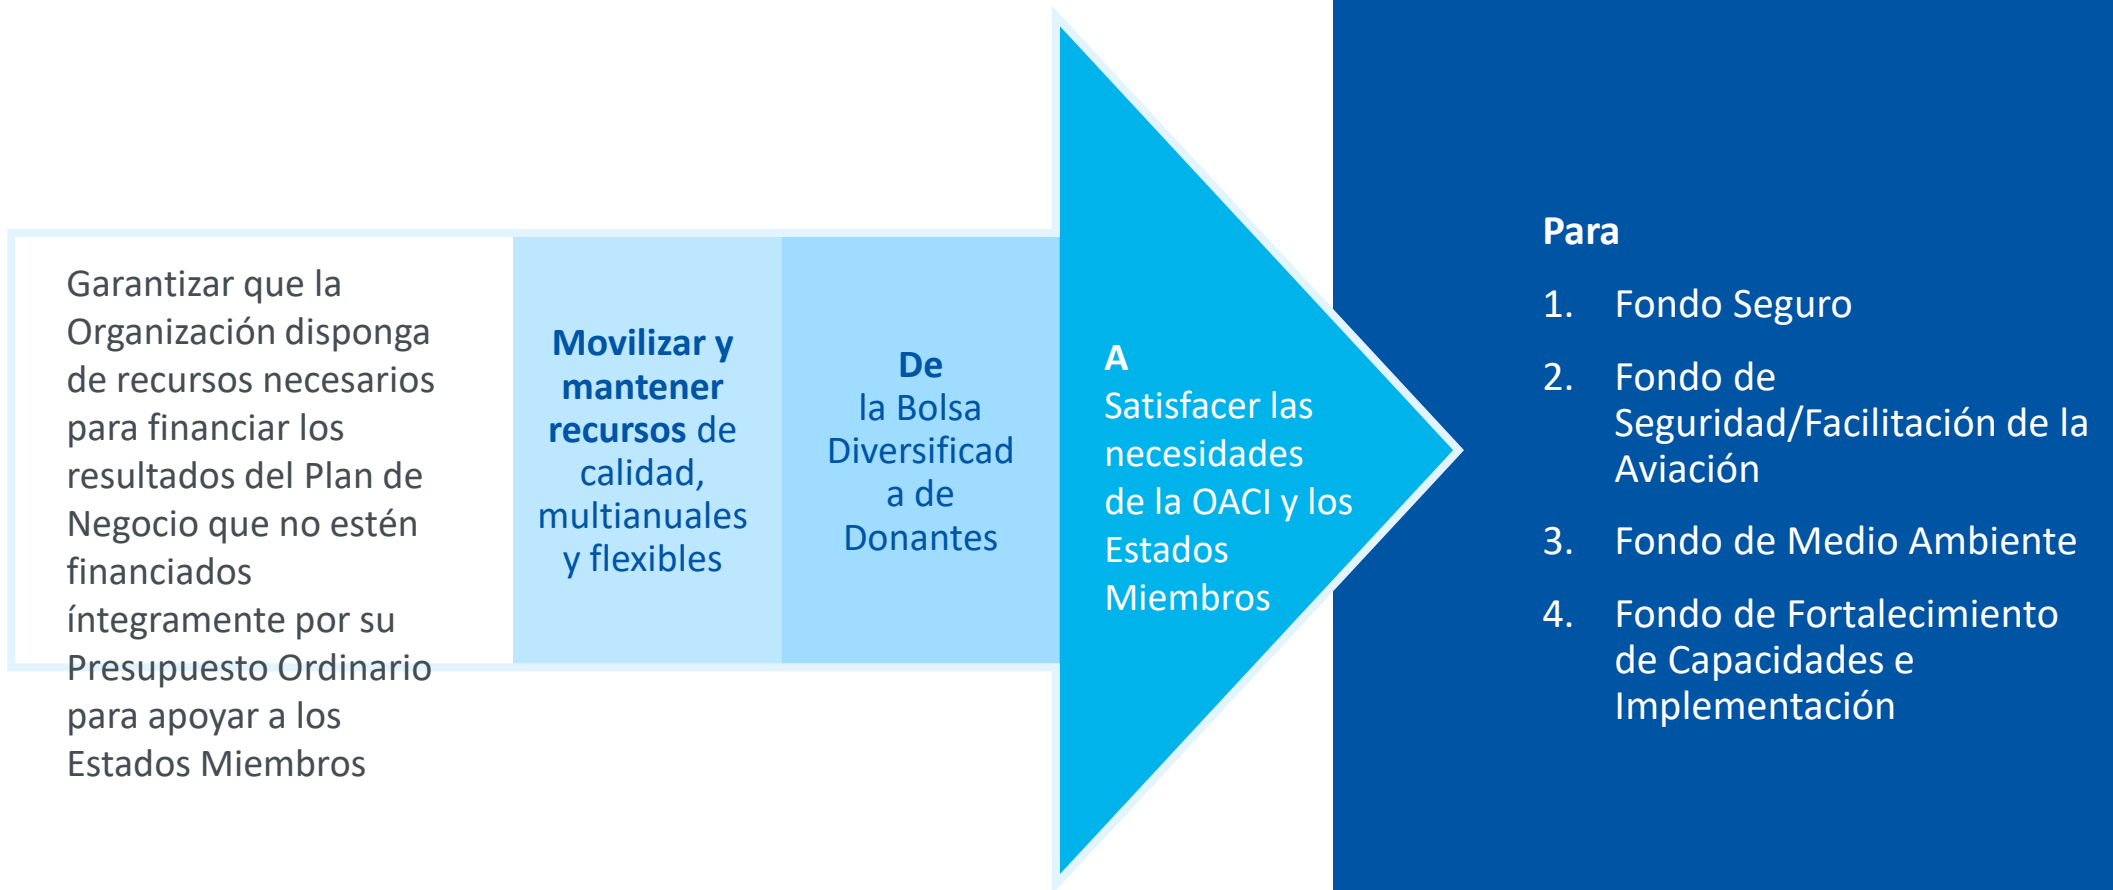 Garantizar que la
Organización disponga
de recursos necesarios
para financiar los
resultados del Plan de
Negocio que no estén
financiados
íntegramente por su
Presupuesto Ordinario
para apoyar a los
Estados Miembros
Movilizar y
mantener
recursos de
calidad,
multianuales
y flexibles
De
la Bolsa
Diversificad
a de
Donantes
A
Satisfacer las
necesidades
de la OACI y los
Estados
Miembros
Para
1. Fondo Seguro
2. Fondo de
Seguridad/Facilitación de la
Aviación
3. Fondo de Medio Ambiente
4. Fondo de Fortalecimiento
de Capacidades e
Implementación